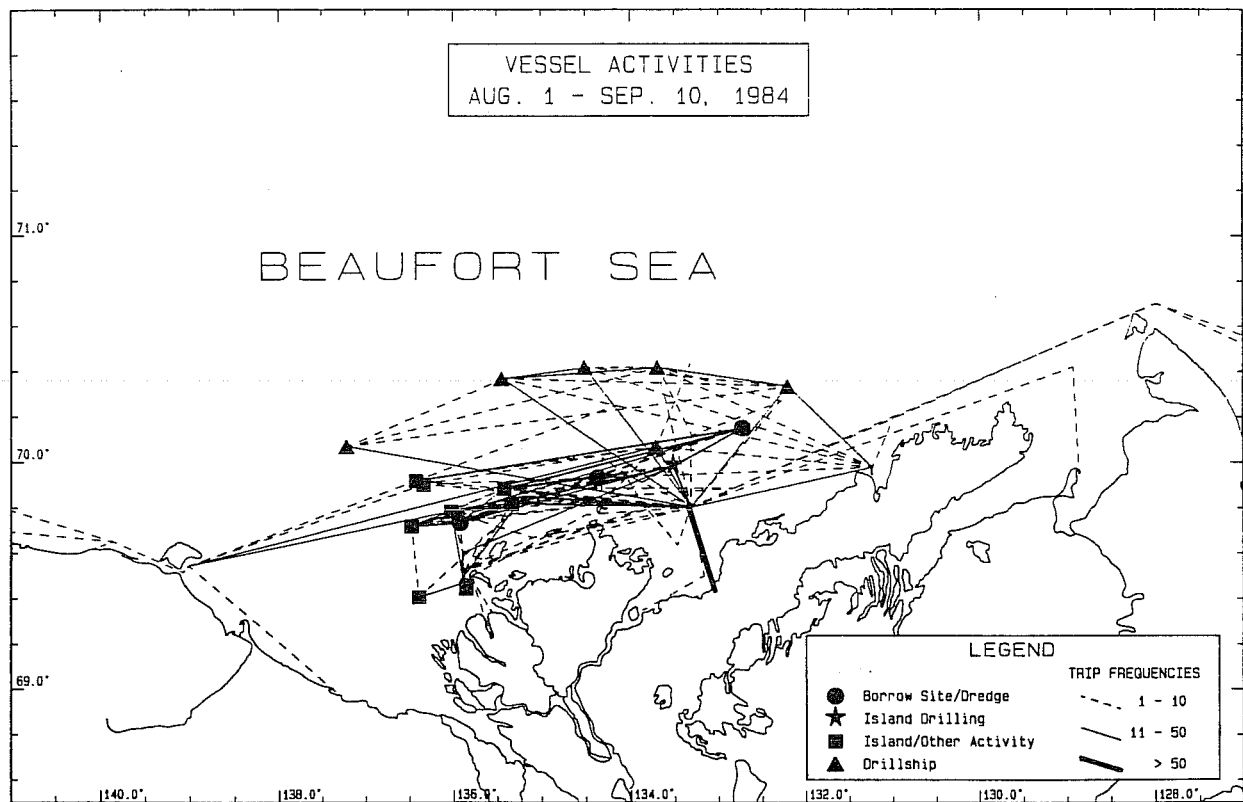 VESSEL ACTIVITIES
AUG. 1 - SEP. 10, 1984
71.0°
BEAUFORT SEA
70.0°
69.0°
LEGEND
TRIP FREQUENCIES
Borrow Site/Dredge
1 - 10
Island Drilling
11 - 50
Island/Other Activity
Drillship
> 50
140.0° 138.0° 136.0° 134.0° 132.0° 130.0° 128.0°